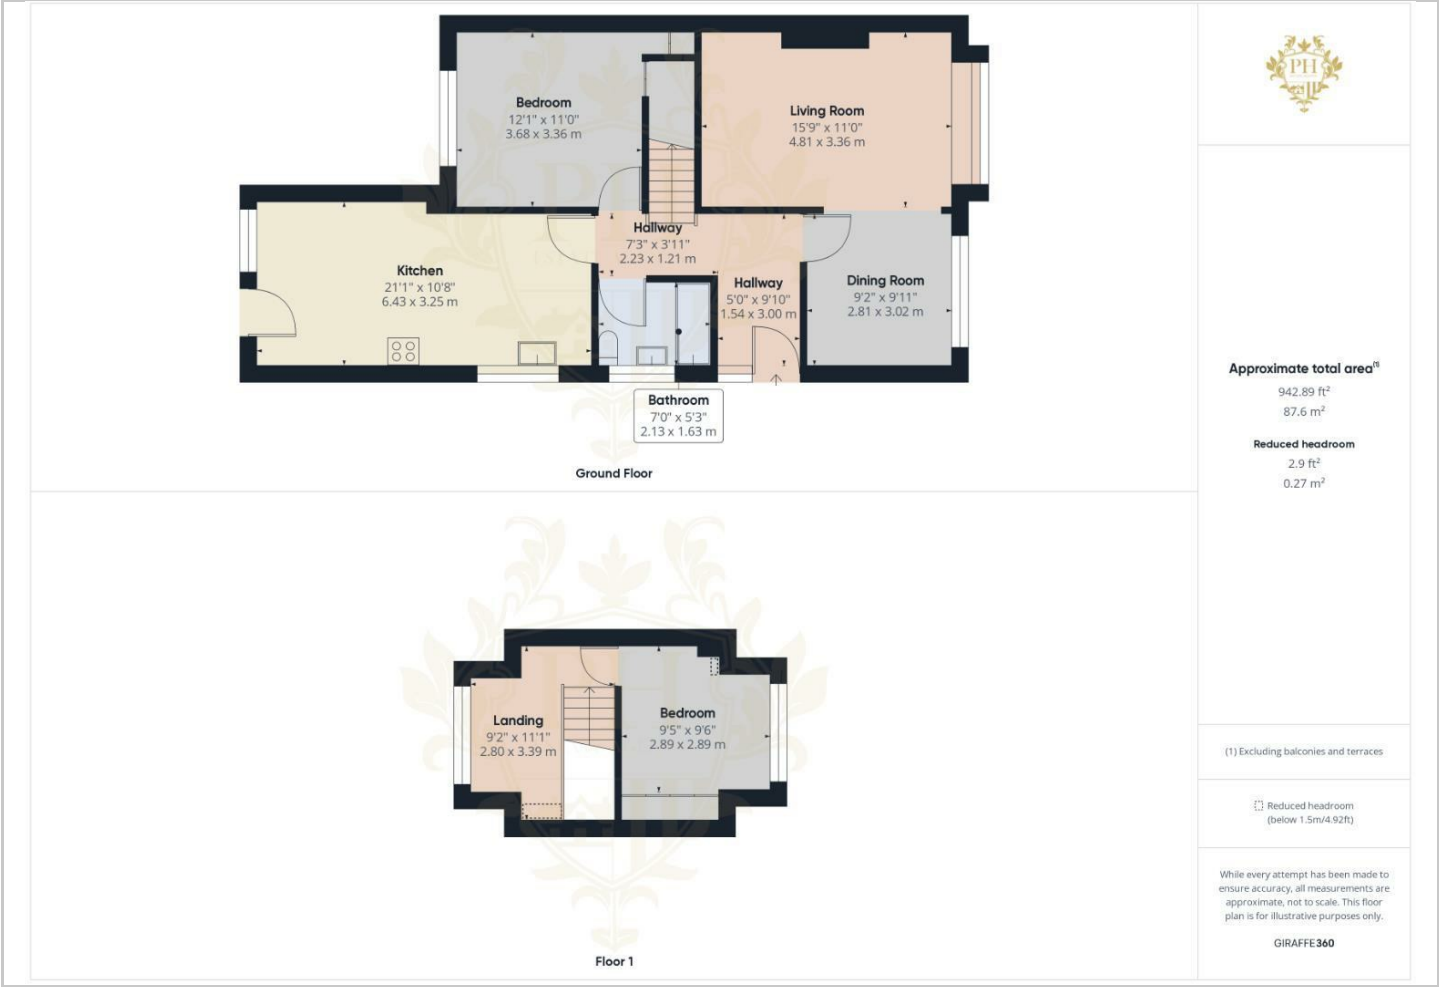 Bedroom
12'1" x 11'0"
3.68 x 3.36 m
Living Room
15'9" x 11'0"
4.81 x 3.36 m
Hallway
7'3" x 3'11"
2.23 x 1.21 m
Kitchen
21'1" x 10'8"
6.43 x 3.25 m
Hallway
5'0" x 9'10"
1.54 x 3.00 m
Dining Room
9'2" x 9'11"
2.81 x 3.02 m
Bathroom
7'0" x 5'3"
2.13 x 1.63 m
Ground Floor
Landing
9'2" x 11'1"
2.80 x 3.39 m
Bedroom
9'5" x 9'6"
2.89 x 2.89 m
Floor 1
PH
Approximate total area(1)
942.89 ft²
87.6 m²
Reduced headroom
2.9 ft²
0.27 m²
(1) Excluding balconies and terraces
Reduced headroom
(below 1.5m/4.92ft)
While every attempt has been made to
ensure accuracy, all measurements are
approximate, not to scale. This floor
plan is for illustrative purposes only.
GIRAFFE360